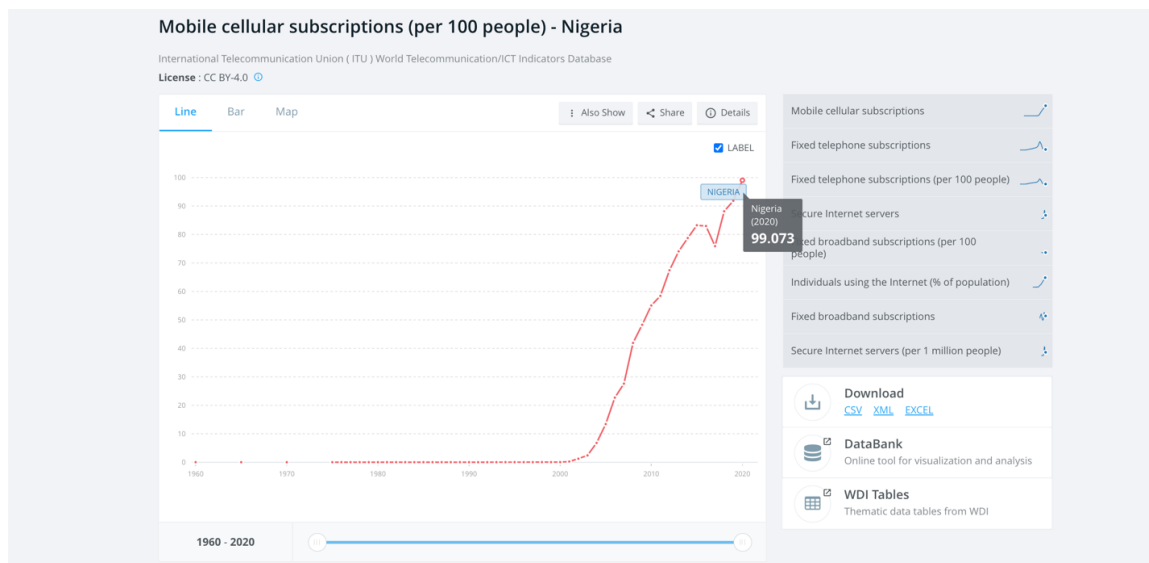 Mobile cellular subscriptions (per 100 people) - Nigeria
International Telecommunication Union ( ITU ) World Telecommunication/ICT Indicators Database
License : CC BY-4.0
Line Bar Map
Also Show Share Details
LABEL
100
90
80
70
60
50
40
30
20
10
0
1960 1970 1980 1990 2000 2010 2020
NIGERIA
Nigeria
(2020)
99.073
1960 - 2020
Mobile cellular subscriptions
Fixed telephone subscriptions
Fixed telephone subscriptions (per 100 people)
ecure Internet servers
ed broadband subscriptions (per 100
people)
Individuals using the Internet (% of population)
Fixed broadband subscriptions
Secure Internet servers (per 1 million people)
Download
CSV XML EXCEL
DataBank
Online tool for visualization and analysis
WDI Tables
Thematic data tables from WDI